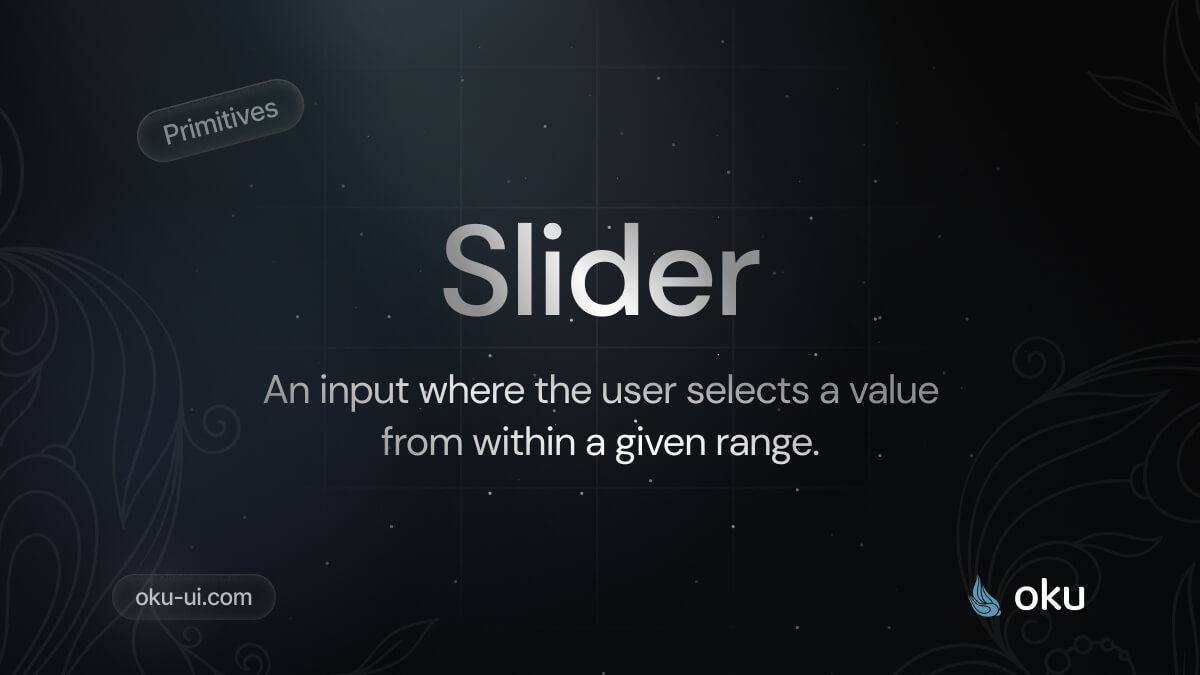 Primitives
Slider
An input where the user selects a value
from within a given range.
oku-ui.com
oku